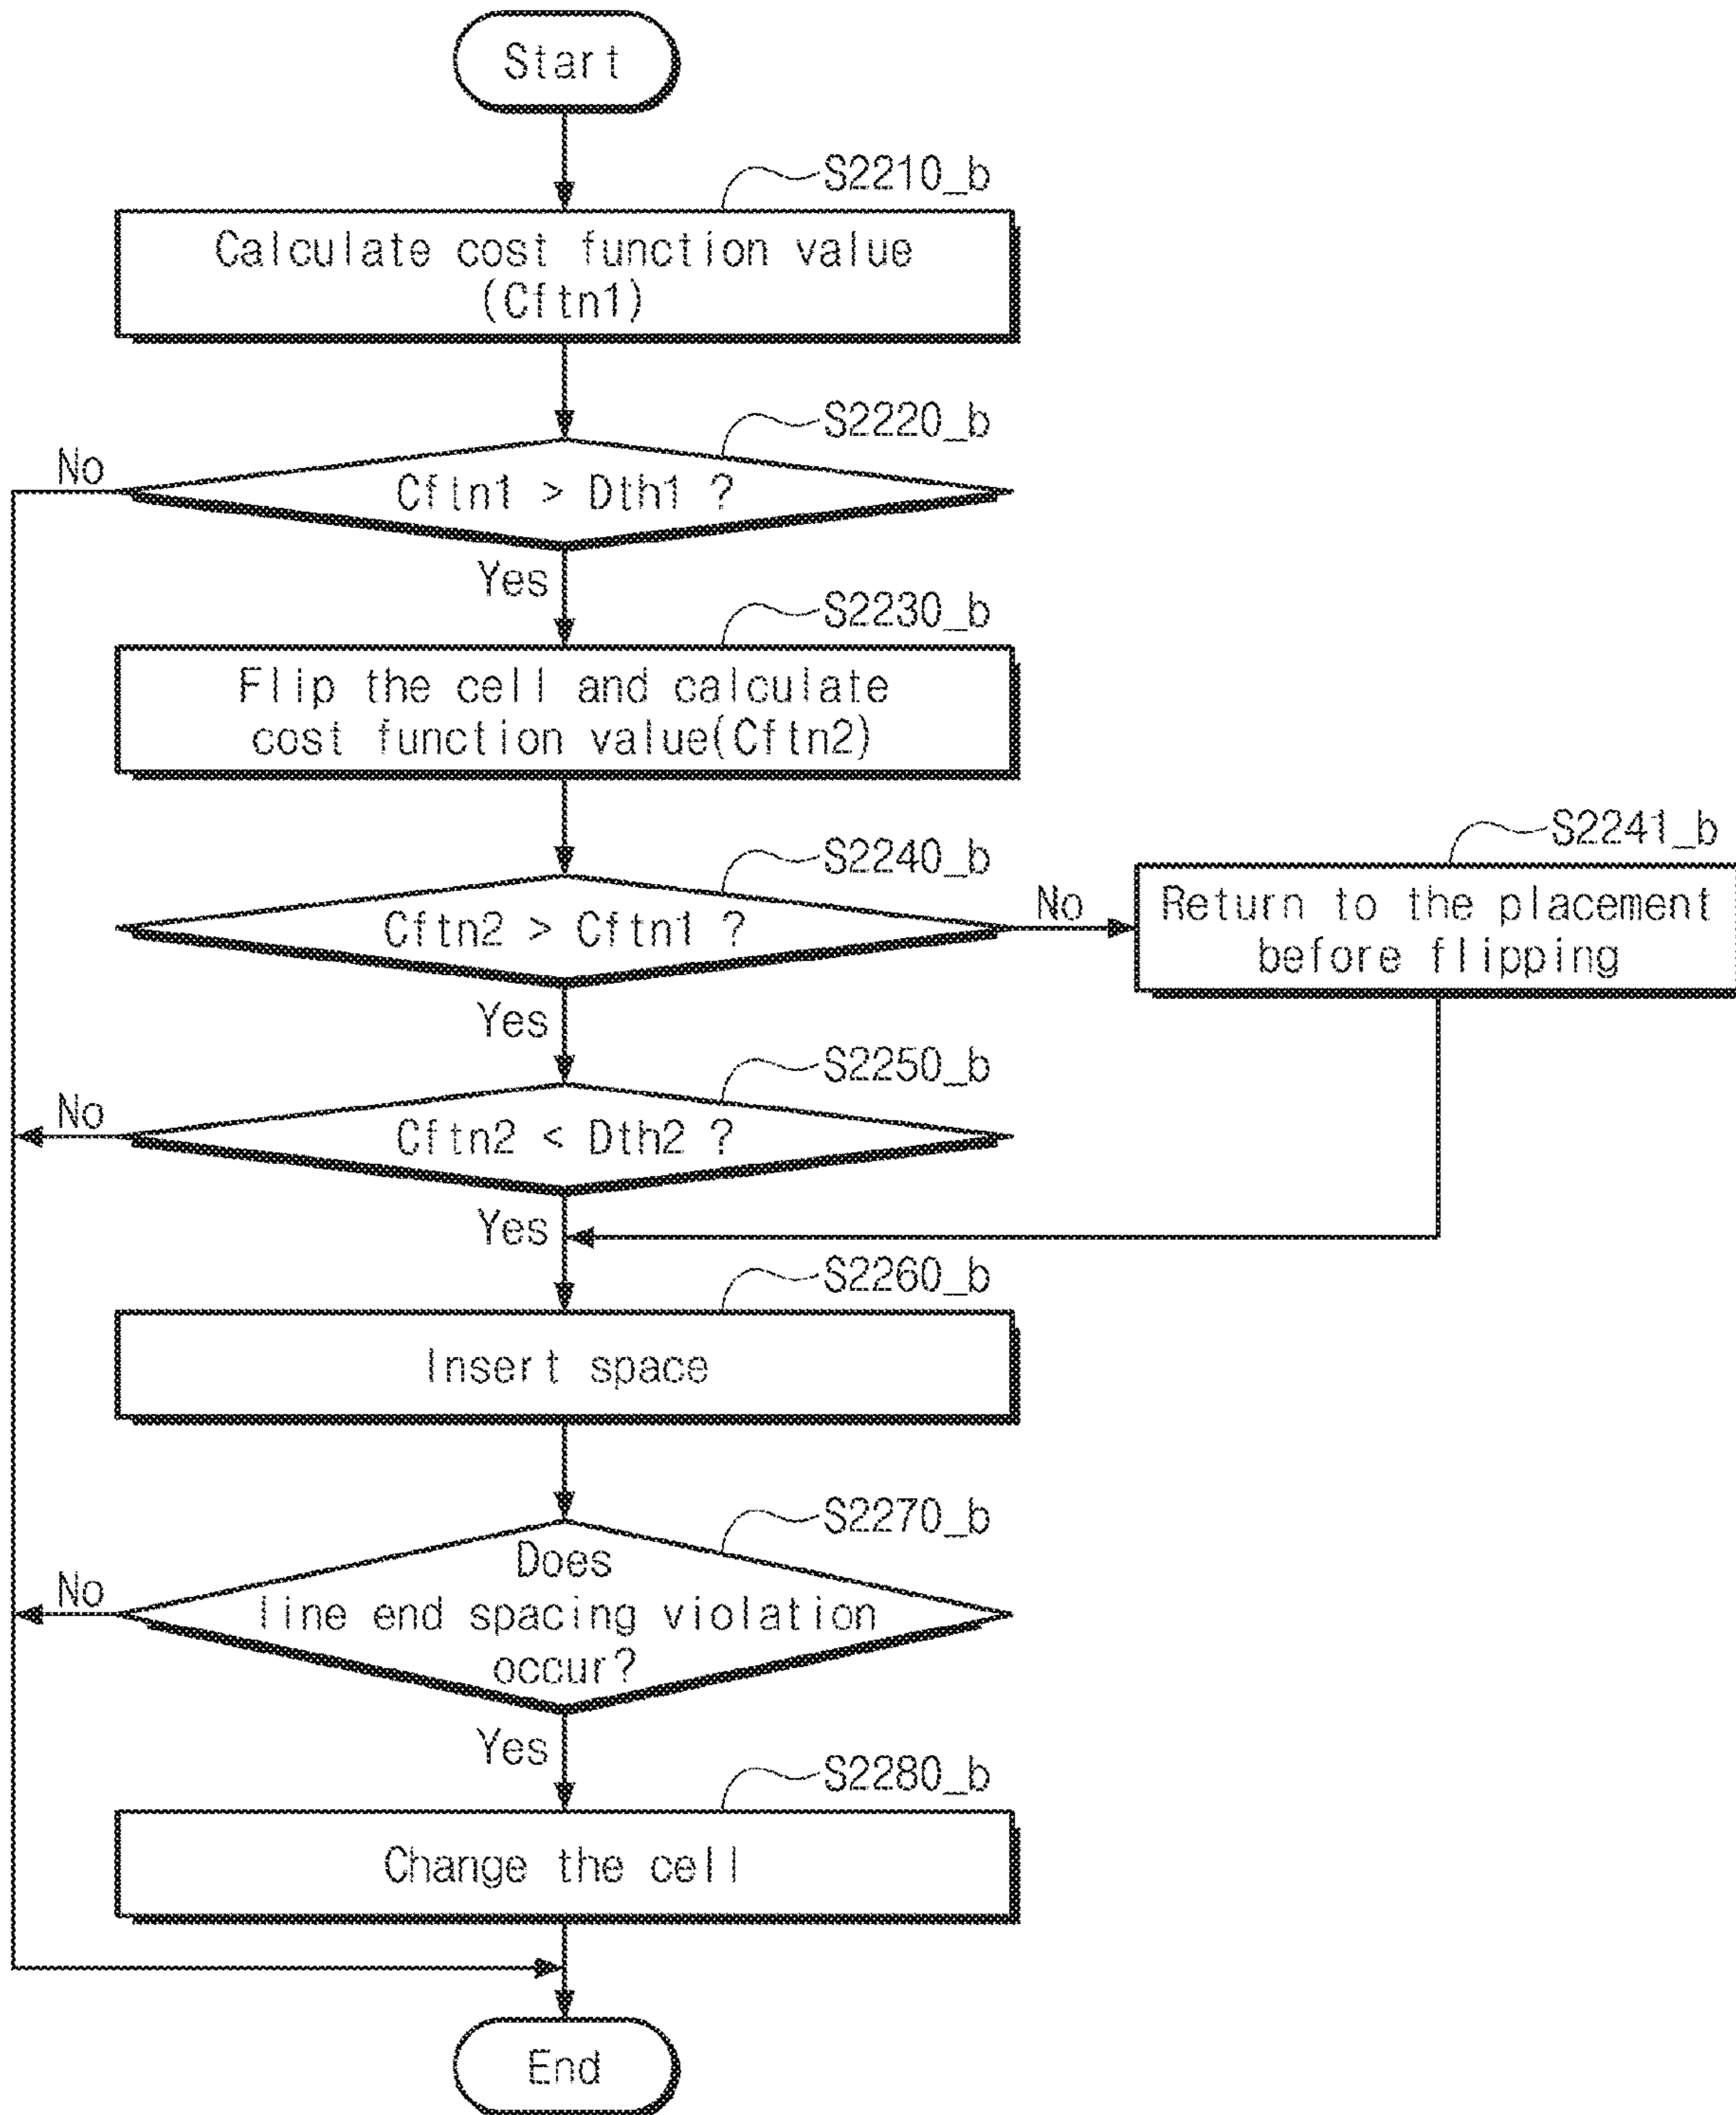 Start
S2210_b
Calculate cost function value
(Cftn1)
S2220_b
No
Cftn1 > Dth1 ?
Yes
S2230_b
Flip the cell and calculate
cost function value(Cftn2)
S2240_b
S2241_b
Cftn2 > Cftn1 ?
No
Return to the placement
before flipping
Yes
S2250_b
No
Cftn2 < Dth2 ?
Yes
S2260_b
Insert space
S2270_b
No
Does
line end spacing violation
occur?
Yes
S2280_b
Change the cell
End